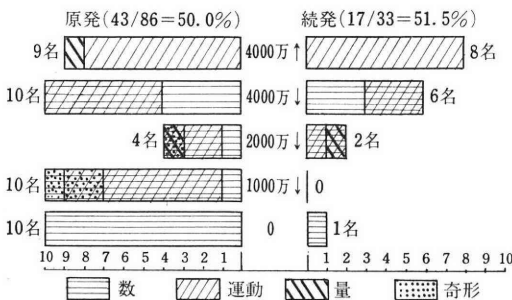 原発(43/86=50.0%) 続発(17/33=51.5%)
9名 4000万↑ 8名
10名 4000万↓ 6名
4名 2000万↓ 2名
10名 1000万↓ 0
10名 0 1名
10 9 8 7 6 5 4 3 2 1 1 2 3 4 5 6 7 8 9 10
数 運動 量 奇形